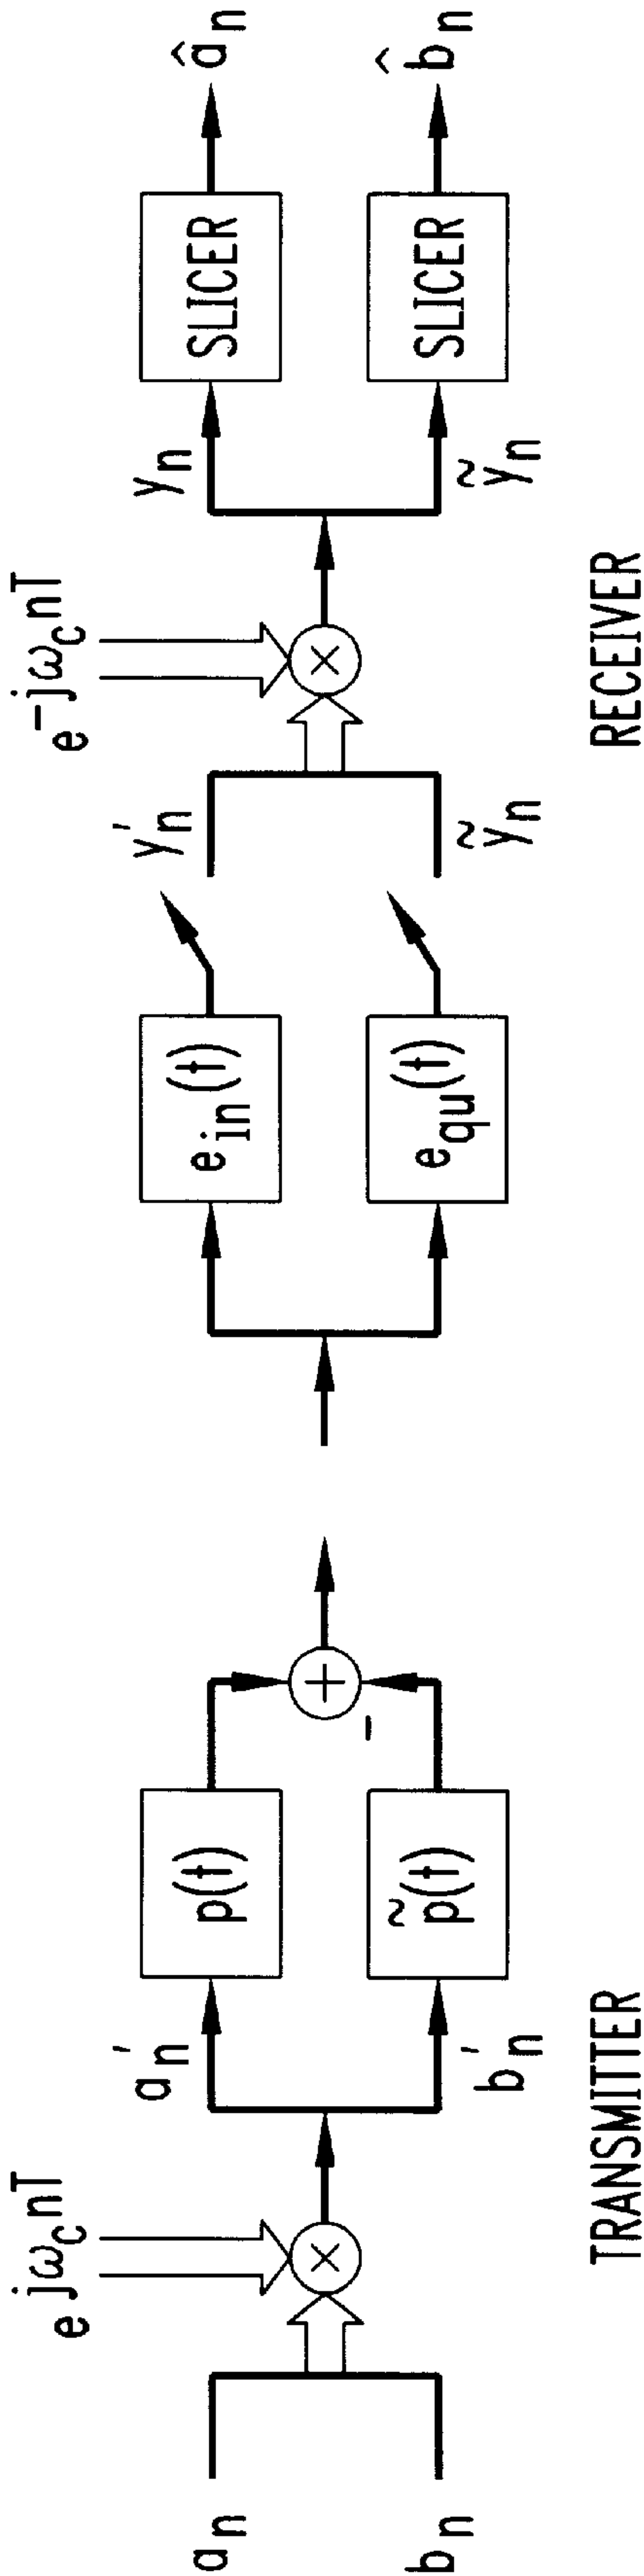 e^{jω_c nT}
a_n
b_n
×
a'_n
b'_n
p(t)
p̃(t)
+
-
TRANSMITTER
e_in(t)
e_qu(t)
y'_n
ỹ_n
e^{-jω_c nT}
×
y_n
ỹ_n
SLICER
SLICER
â_n
b̂_n
RECEIVER